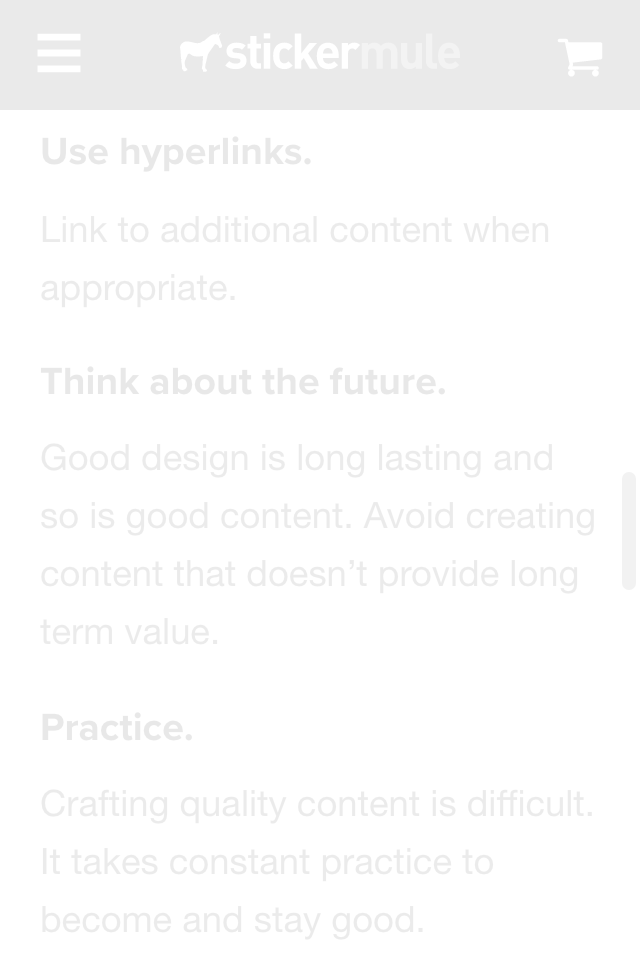 stickermule
Use hyperlinks.
Link to additional content when
appropriate.
Think about the future.
Good design is long lasting and
so is good content. Avoid creating
content that doesn’t provide long
term value.
Practice.
Crafting quality content is difficult.
It takes constant practice to
become and stay good.